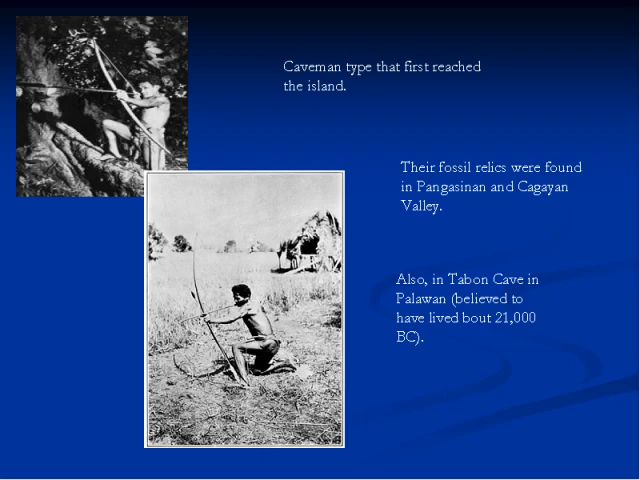 Caveman type that first reached
the island.
Their fossil relics were found
in Pangasinan and Cagayan
Valley.
Also, in Tabon Cave in
Palawan (believed to
have lived bout 21,000
BC).